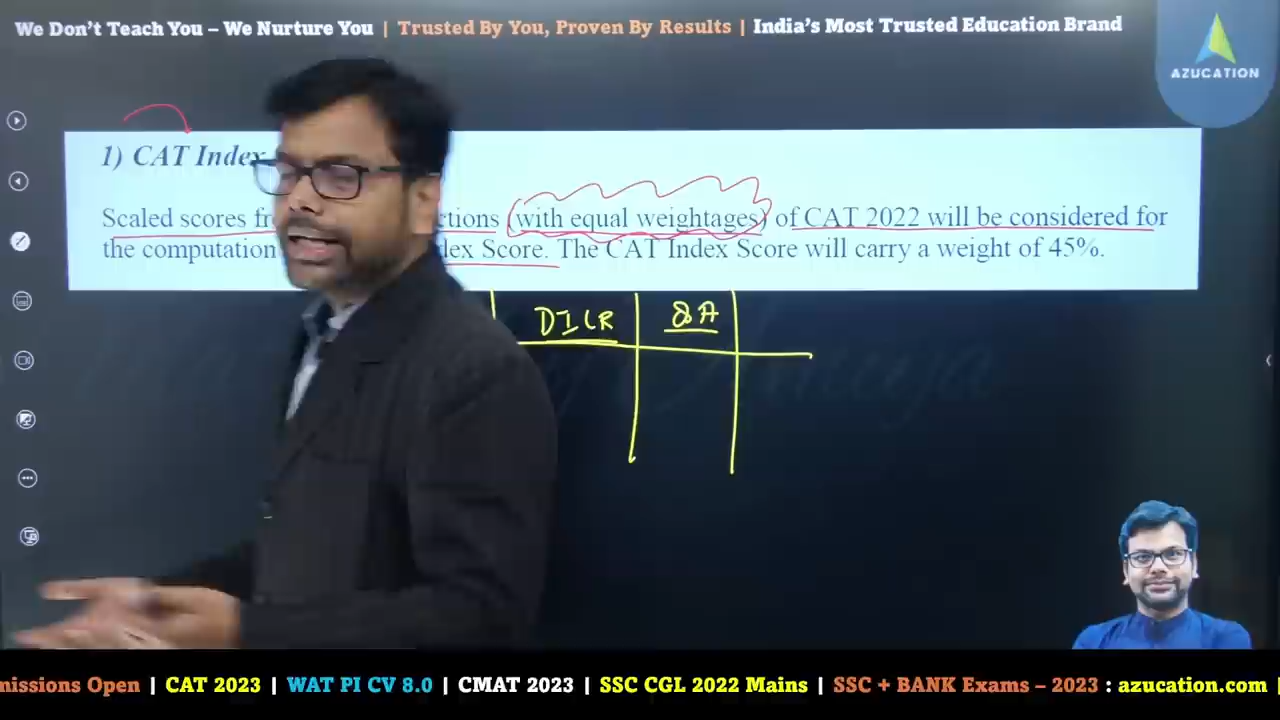 We Don't Teach You – We Nurture You | Trusted By You, Proven By Results | India's Most Trusted Education Brand
AZUCATION
1) CAT Index
Scaled scores ctions (with equal weightages) of CAT 2022 will be considered for
the computation dex Score. The CAT Index Score will carry a weight of 45%.
DILR QA
missions Open | CAT 2023 | WAT PI CV 8.0 | CMAT 2023 | SSC CGL 2022 Mains | SSC + BANK Exams – 2023 : azucation.com |